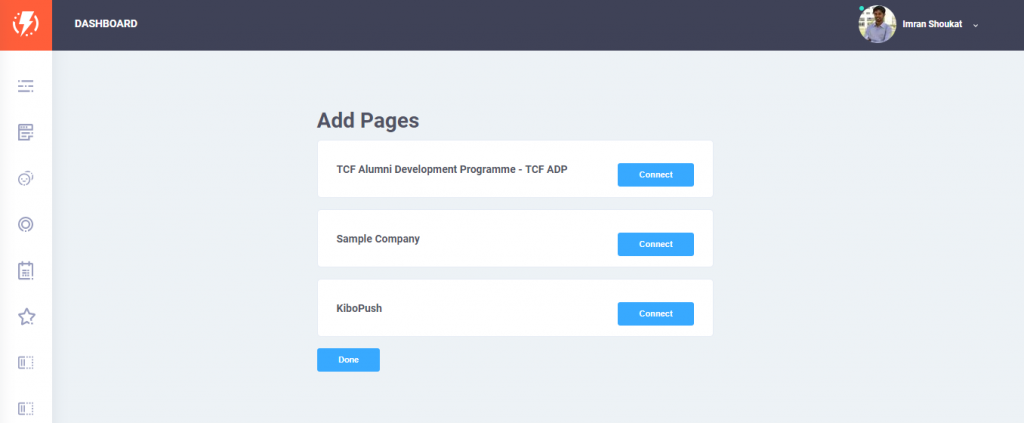 DASHBOARD
Imran Shoukat
Add Pages
TCF Alumni Development Programme - TCF ADP
Connect
Sample Company
Connect
KiboPush
Connect
Done